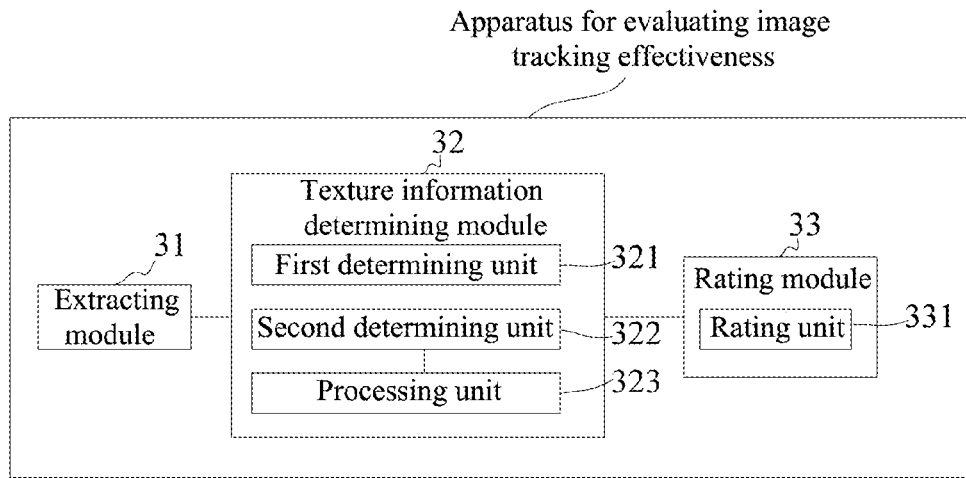 Apparatus for evaluating image
tracking effectiveness
32
Texture information
determining module
31
Extracting
module
First determining unit
321
Second determining unit
322
Processing unit
323
33
Rating module
Rating unit
331